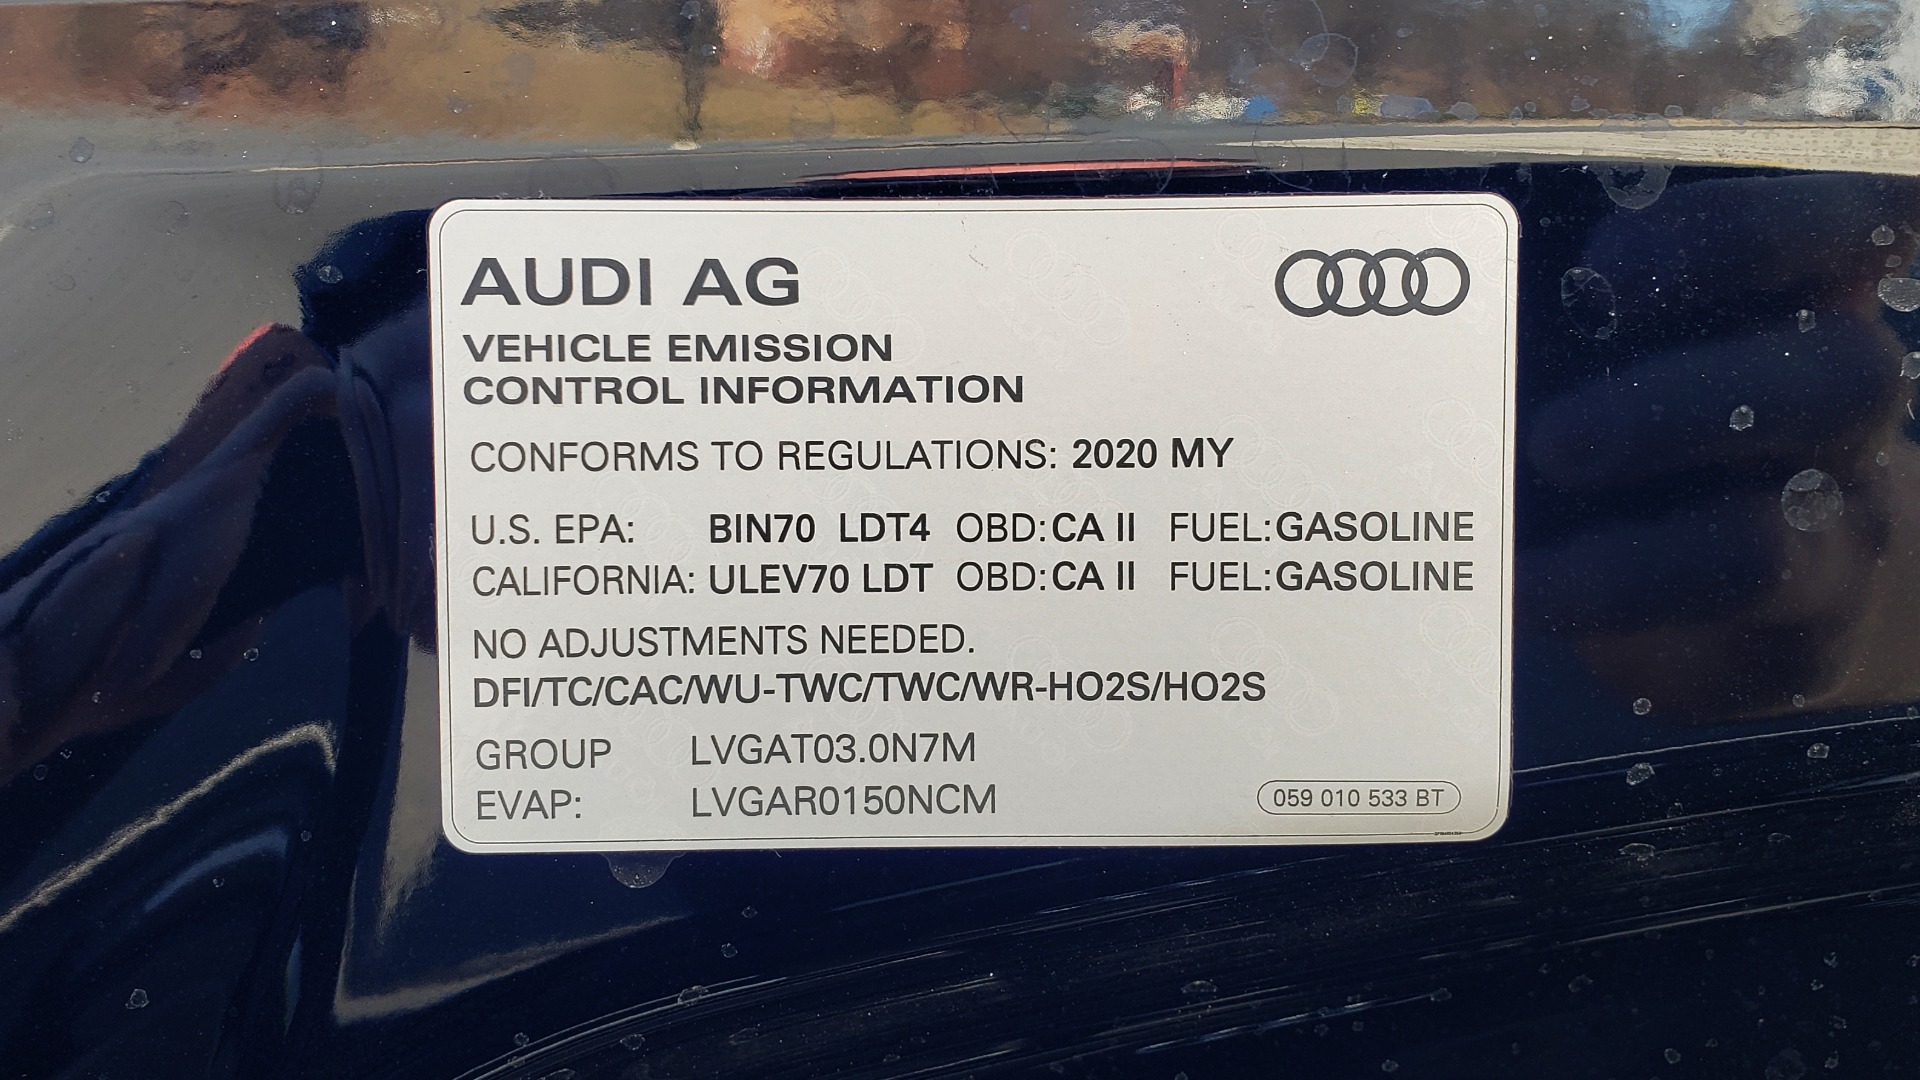 AUDI AG
VEHICLE EMISSION
CONTROL INFORMATION
CONFORMS TO REGULATIONS: 2020 MY
U.S. EPA: BIN70 LDT4 OBD: CA II FUEL: GASOLINE
CALIFORNIA: ULEV70 LDT OBD: CA II FUEL: GASOLINE
NO ADJUSTMENTS NEEDED.
DFI/TC/CAC/WU-TWC/TWC/WR-HO2S/HO2S
GROUP LVGAT03.0N7M
EVAP: LVGAR0150NCM
059 010 533 BT